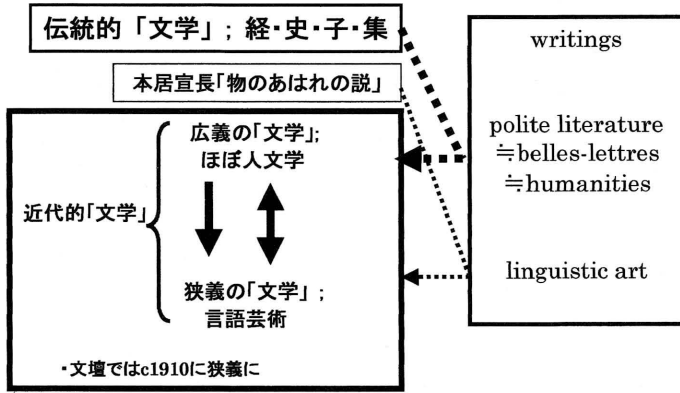 伝統的「文学」; 経・史・子・集
本居宣長「物のあはれの説」
広義の「文学」;
ほぼ人文学
近代的「文学」
狭義の「文学」;
言語芸術
・文壇ではc1910に狭義に
writings
polite literature
≒belles-lettres
≒humanities
linguistic art